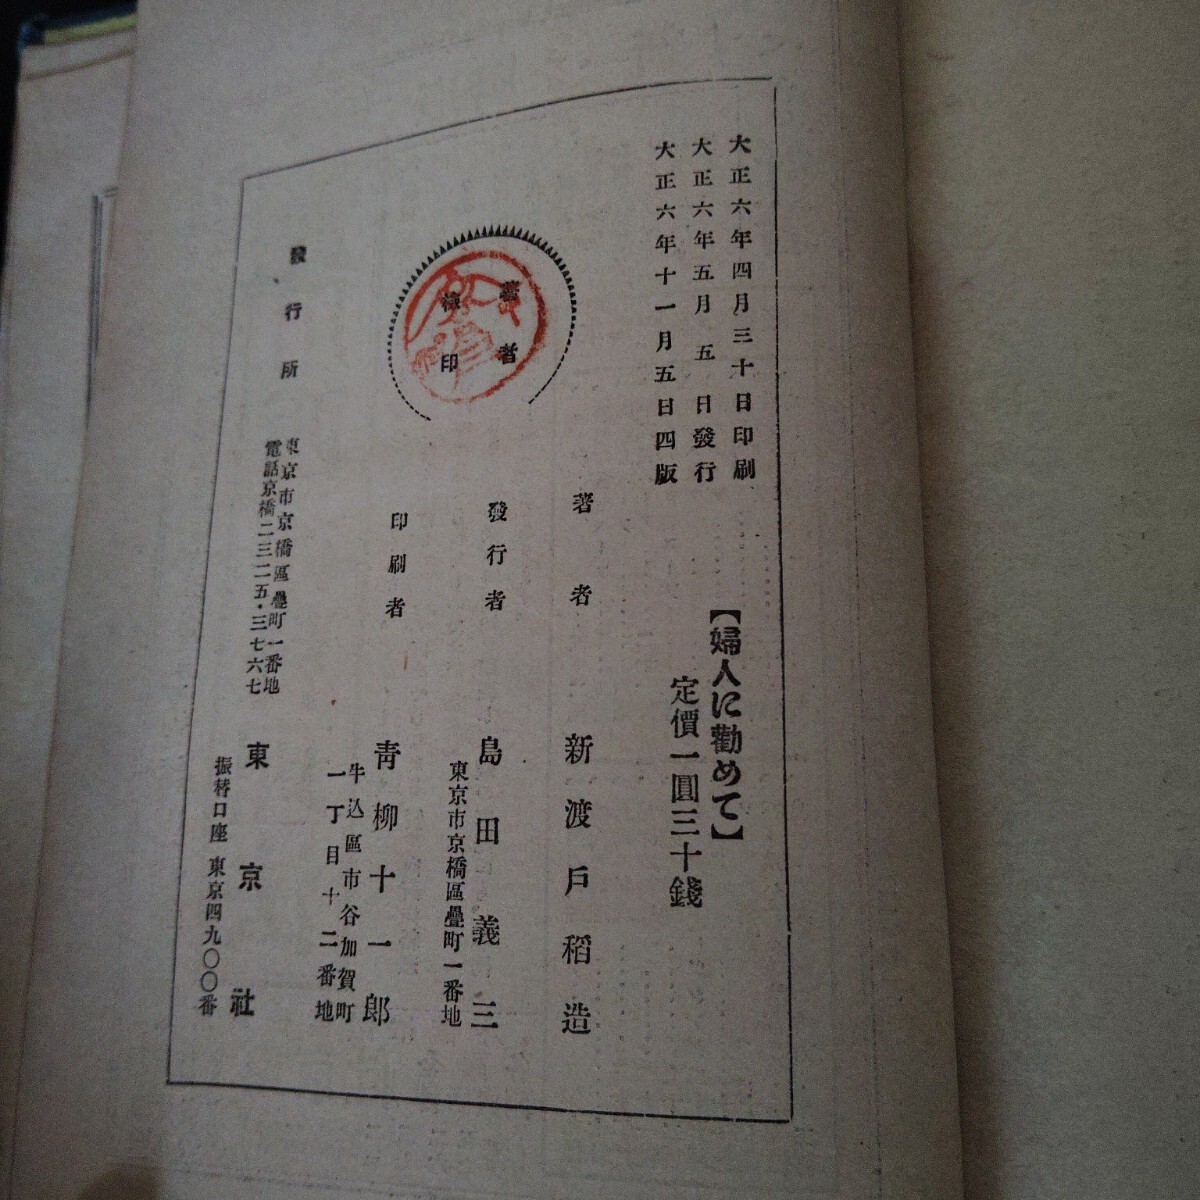 大正六年四月三十日印刷
大正六年五月五日發行
大正六年十一月五日四版
【婦人に勸めて】
定價一圓三十錢
著者
新渡戸稻造
發行者
島田義三
東京市京橋區疊町一番地
印刷者
青柳十一郎
牛込區市谷加賀町
一丁目十二番地
著者
檢印
發行所
東京市京橋區疊町一番地
電話京橋二三二五・三七六七
東京社
振替口座東京四九〇〇番